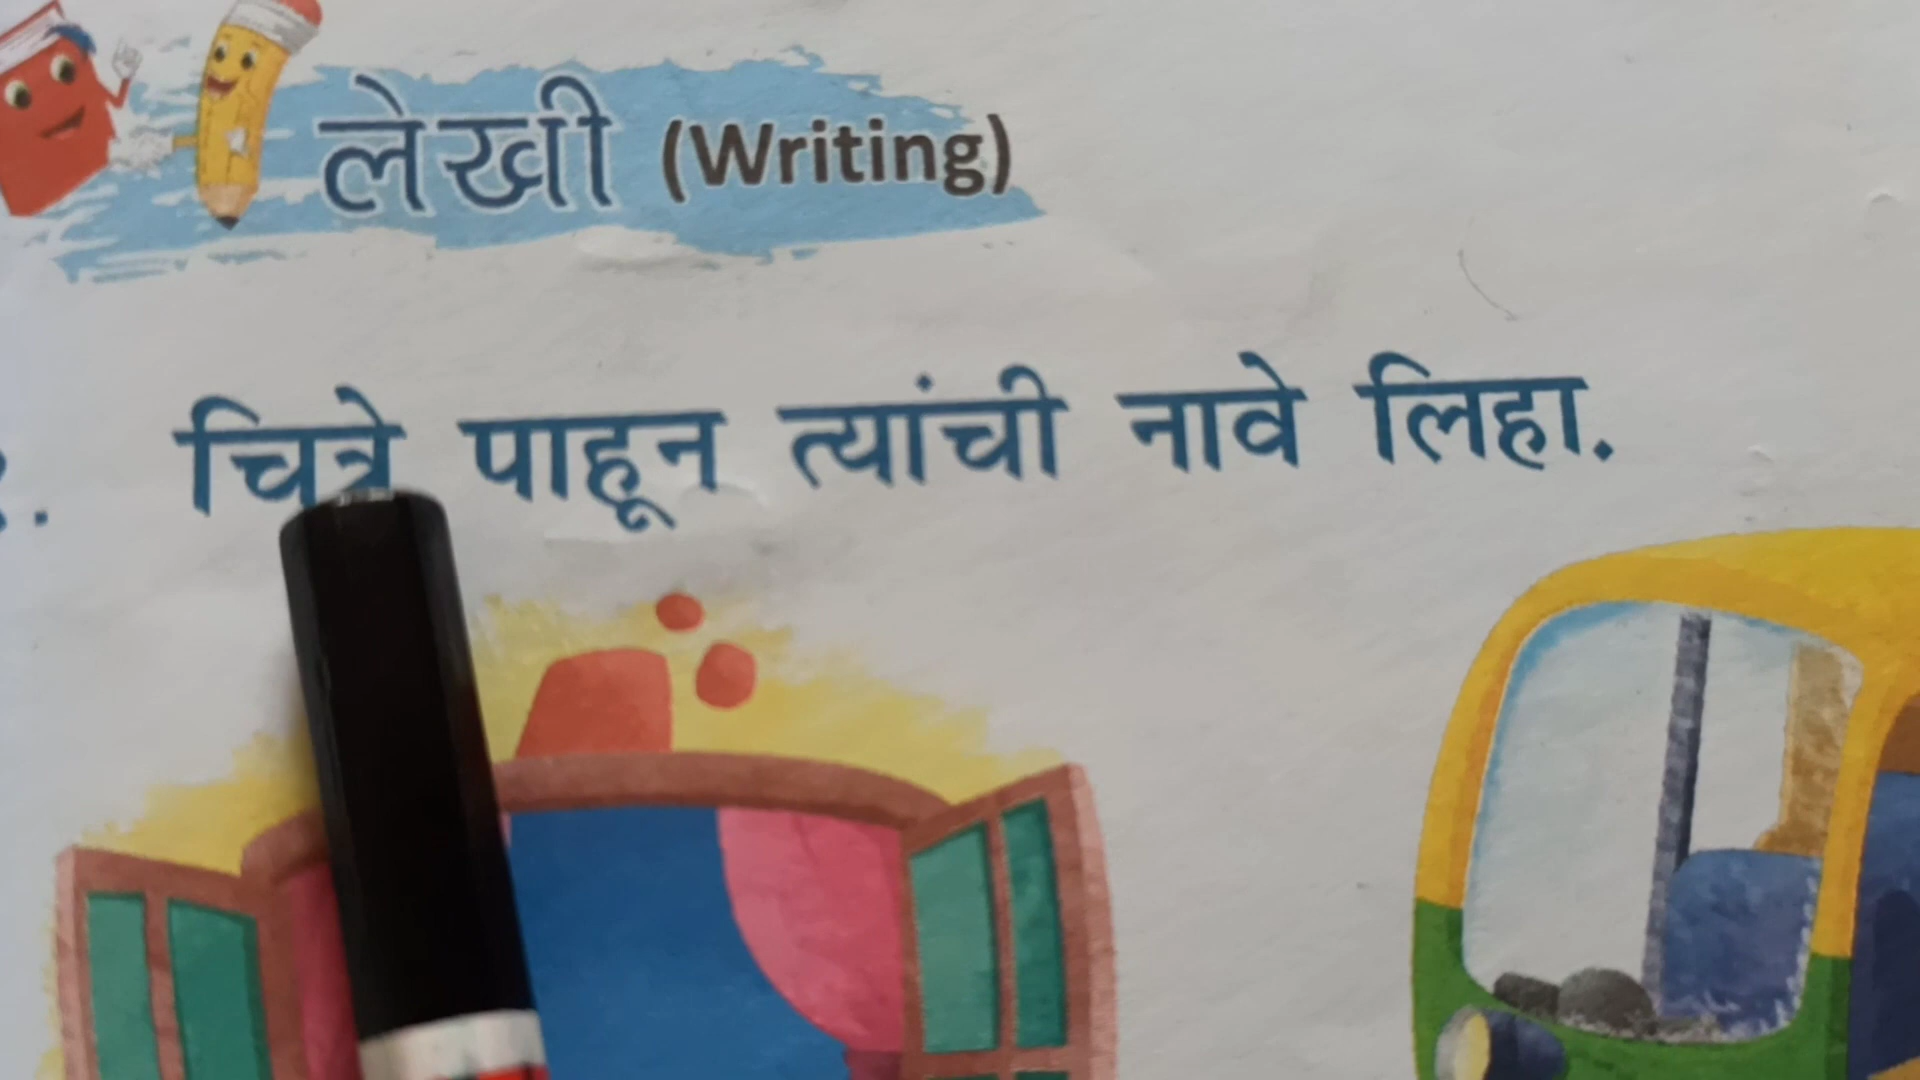 लेखी (Writing)
चित्रे पाहून त्यांची नावे लिहा.